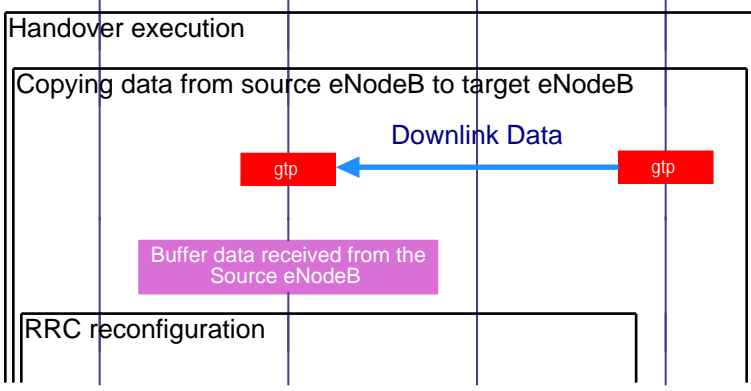 Handover execution
Copying data from source eNodeB to target eNodeB
Downlink Data
gtp
gtp
Buffer data received from the
Source eNodeB
RRC reconfiguration